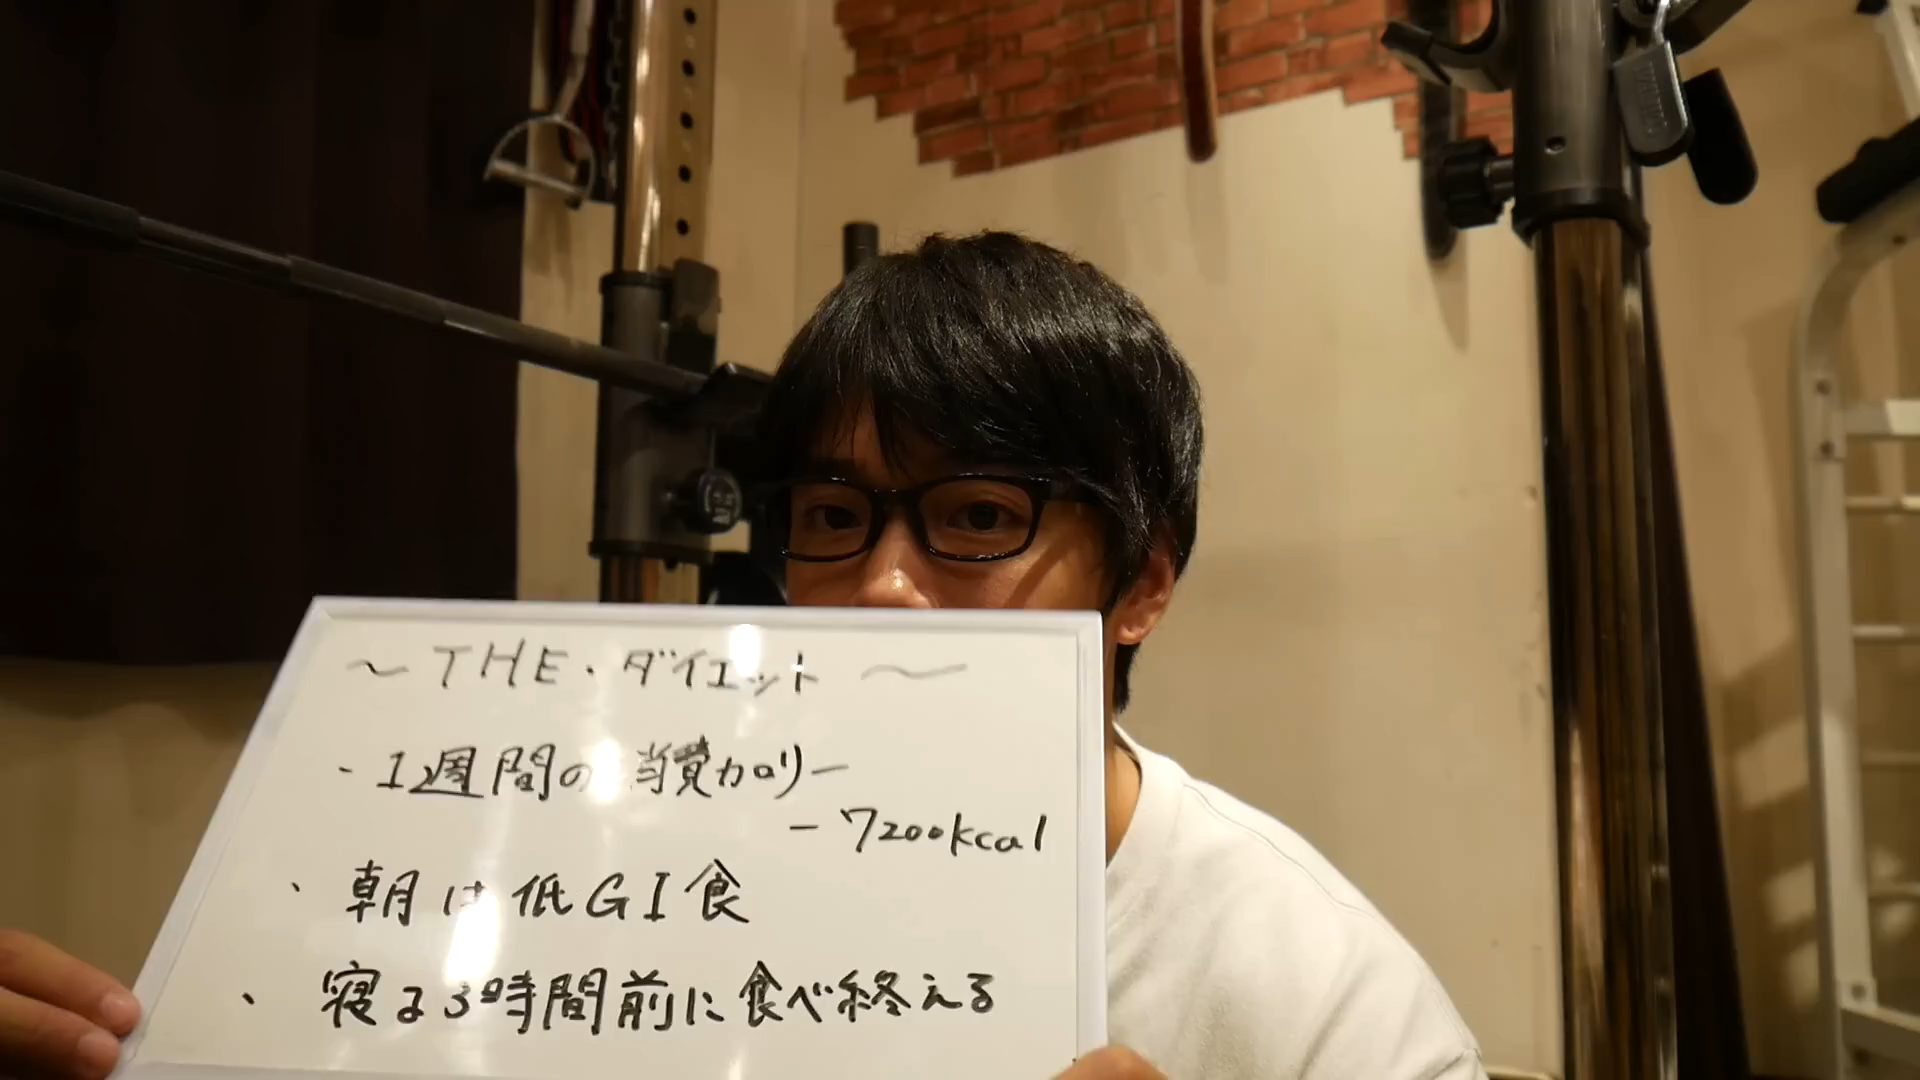 ～THE・ダイエット～
・1週間の消費カロリー
－7200kcal
・朝は低GI食
・寝る3時間前に食べ終える